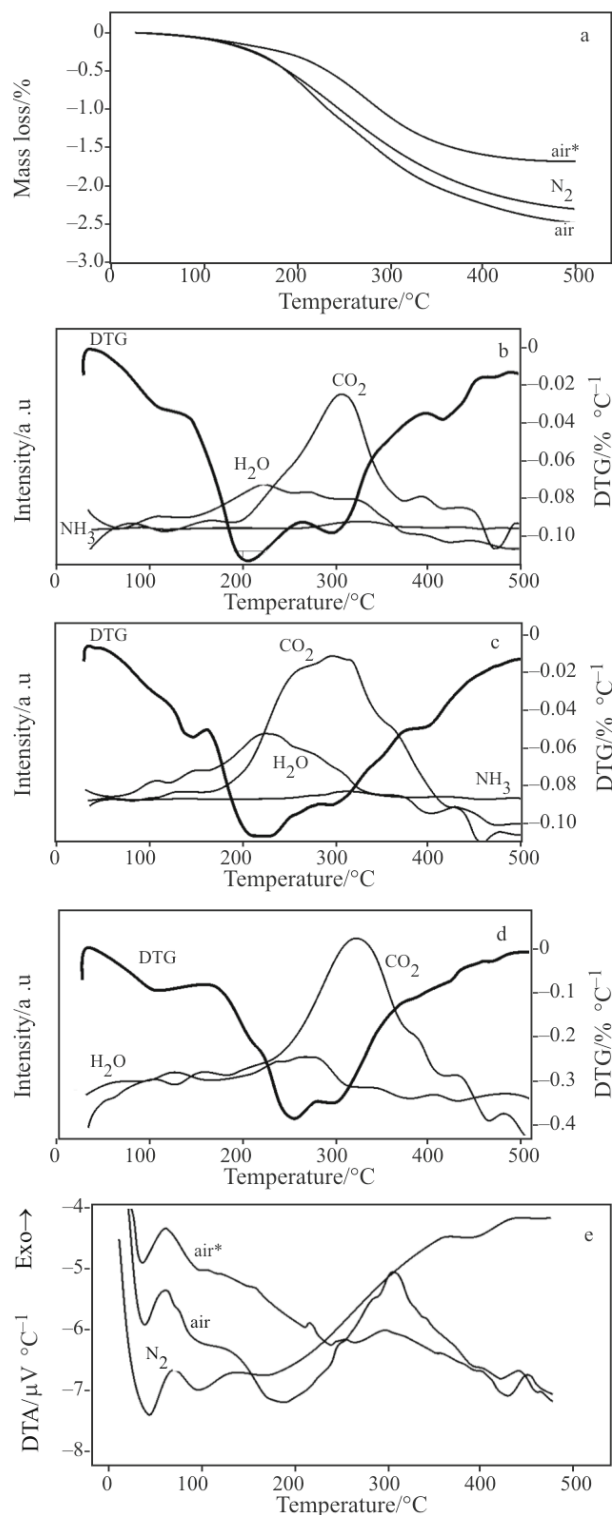 a
0
–0.5
–1.0
–1.5
–2.0
–2.5
–3.0
Mass loss/%
air*
N2
air
0 100 200 300 400 500
Temperature/°C
b
DTG
CO2
H2O
NH3
Intensity/a .u
0
–0.02
–0.04
–0.06
–0.08
–0.10
DTG/% °C–1
0 100 200 300 400 500
Temperature/°C
c
DTG
CO2
H2O
NH3
Intensity/a .u
0
–0.02
–0.04
–0.06
–0.08
–0.10
DTG/% °C–1
0 100 200 300 400 500
Temperature/°C
d
DTG
CO2
H2O
Intensity/a .u
0
–0.1
–0.2
–0.3
–0.4
DTG/% °C–1
0 100 200 300 400 500
Temperature/°C
e
–4
–5
–6
–7
–8
Exo→
DTA/µV °C–1
air*
air
N2
0 100 200 300 400 500
Temperature/°C